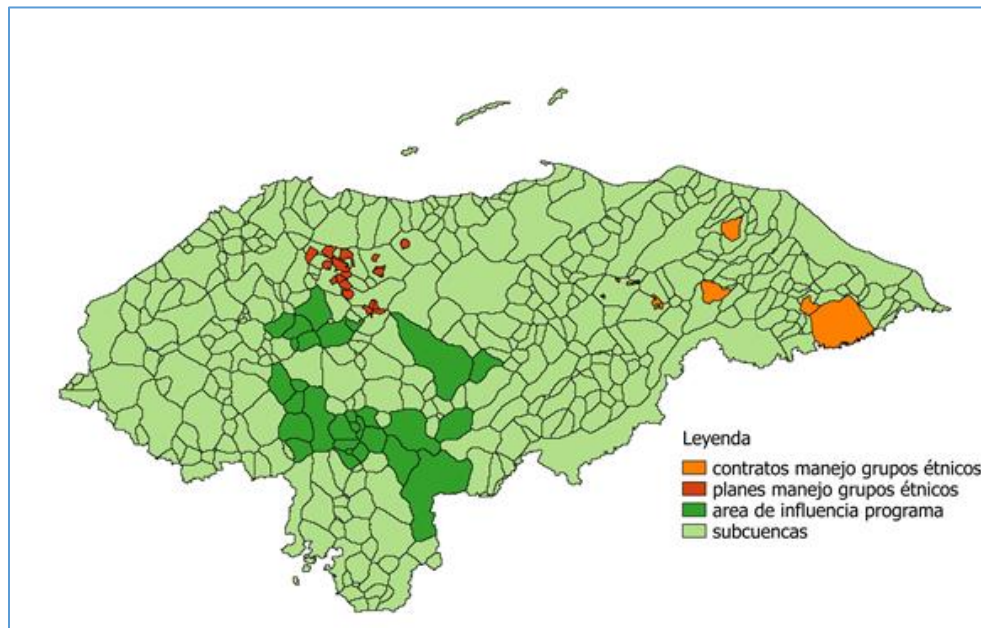 Leyenda
contratos manejo grupos étnicos
planes manejo grupos étnicos
area de influencia programa
subcuencas